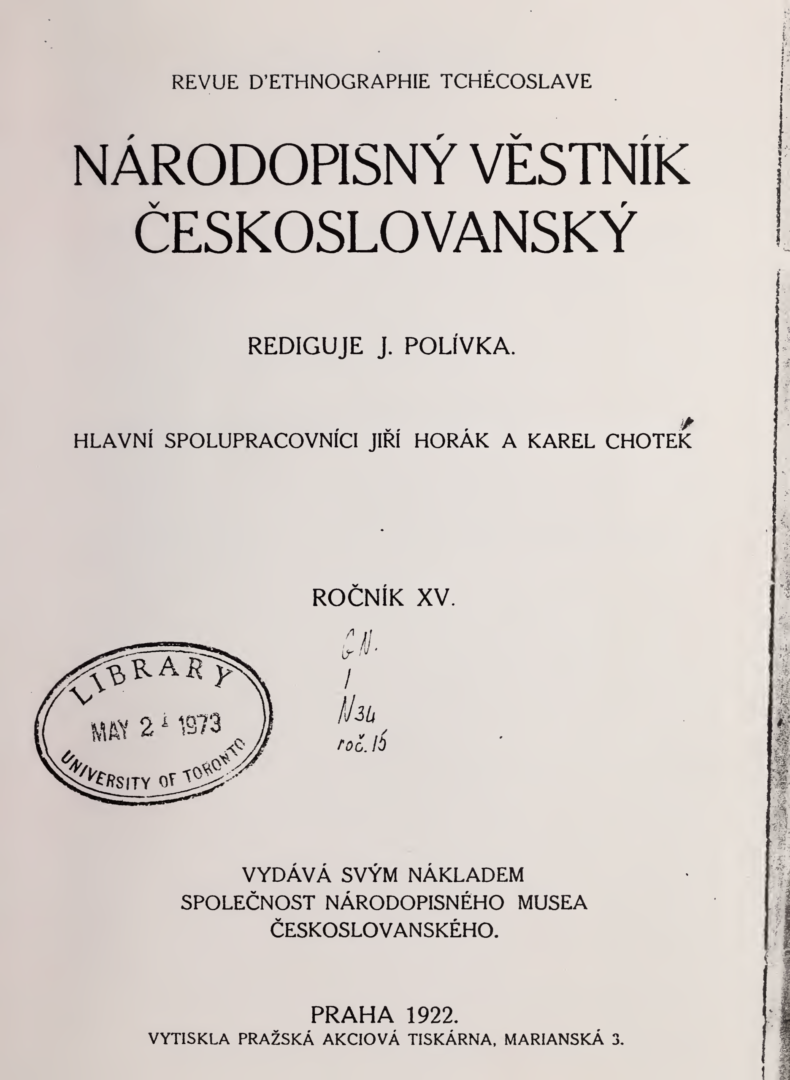 REVUE D'ETHNOGRAPHIE TCHÉCOSLAVE
NÁRODOPISNÝ VĚSTNÍK
ČESKOSLOVANSKÝ
REDIGUJE J. POLÍVKA.
HLAVNÍ SPOLUPRACOVNÍCI JIŘÍ HORÁK A KAREL CHOTEK
ROČNÍK XV.
GN.
1
N34
roč. 15
LIBRARY
MAY 2 1973
UNIVERSITY OF TORONTO
VYDÁVÁ SVÝM NÁKLADEM
SPOLEČNOST NÁRODOPISNÉHO MUSEA
ČESKOSLOVANSKÉHO.
PRAHA 1922.
VYTISKLA PRAŽSKÁ AKCIOVÁ TISKÁRNA, MARIANSKÁ 3.